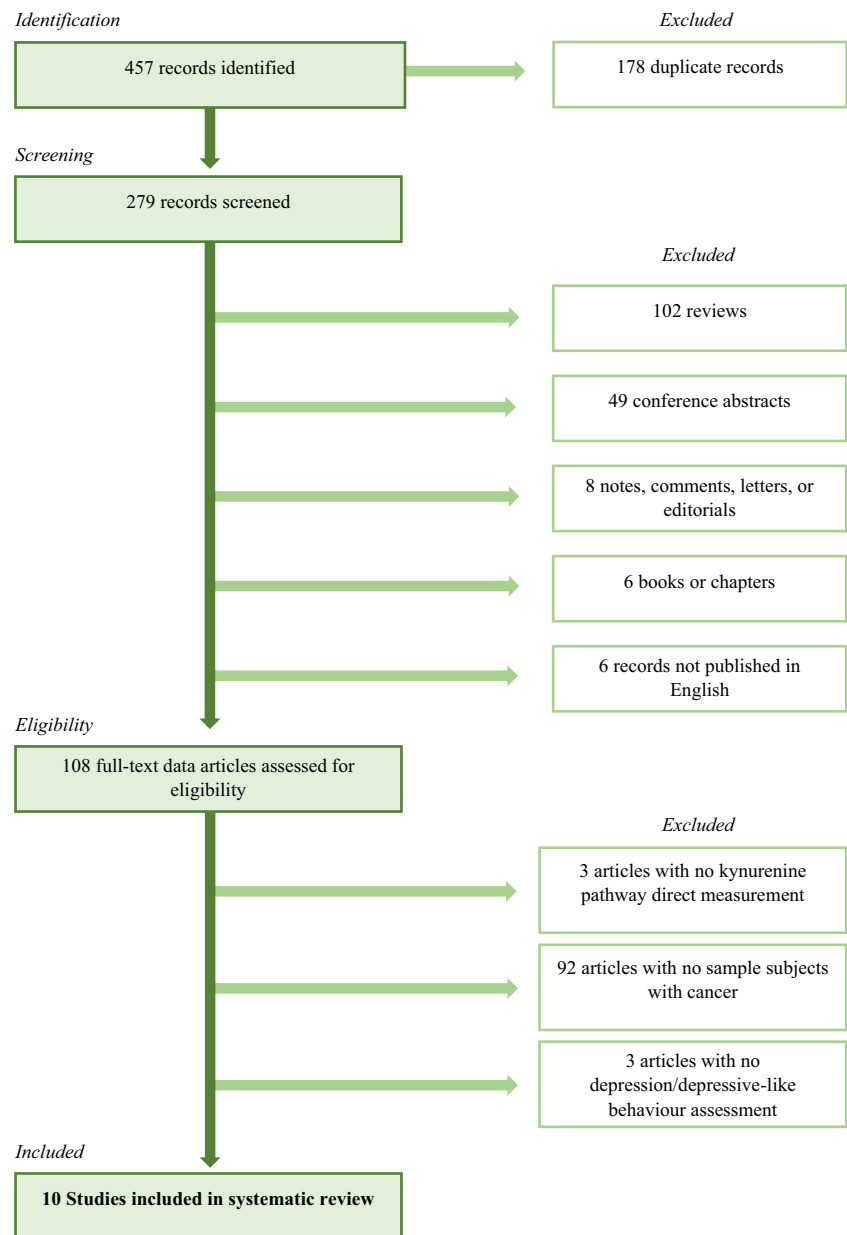 Identification
Excluded
457 records identified
178 duplicate records
Screening
279 records screened
Excluded
102 reviews
49 conference abstracts
8 notes, comments, letters, or
editorials
6 books or chapters
6 records not published in
English
Eligibility
108 full-text data articles assessed for
eligibility
Excluded
3 articles with no kynurenine
pathway direct measurement
92 articles with no sample subjects
with cancer
3 articles with no
depression/depressive-like
behaviour assessment
Included
10 Studies included in systematic review